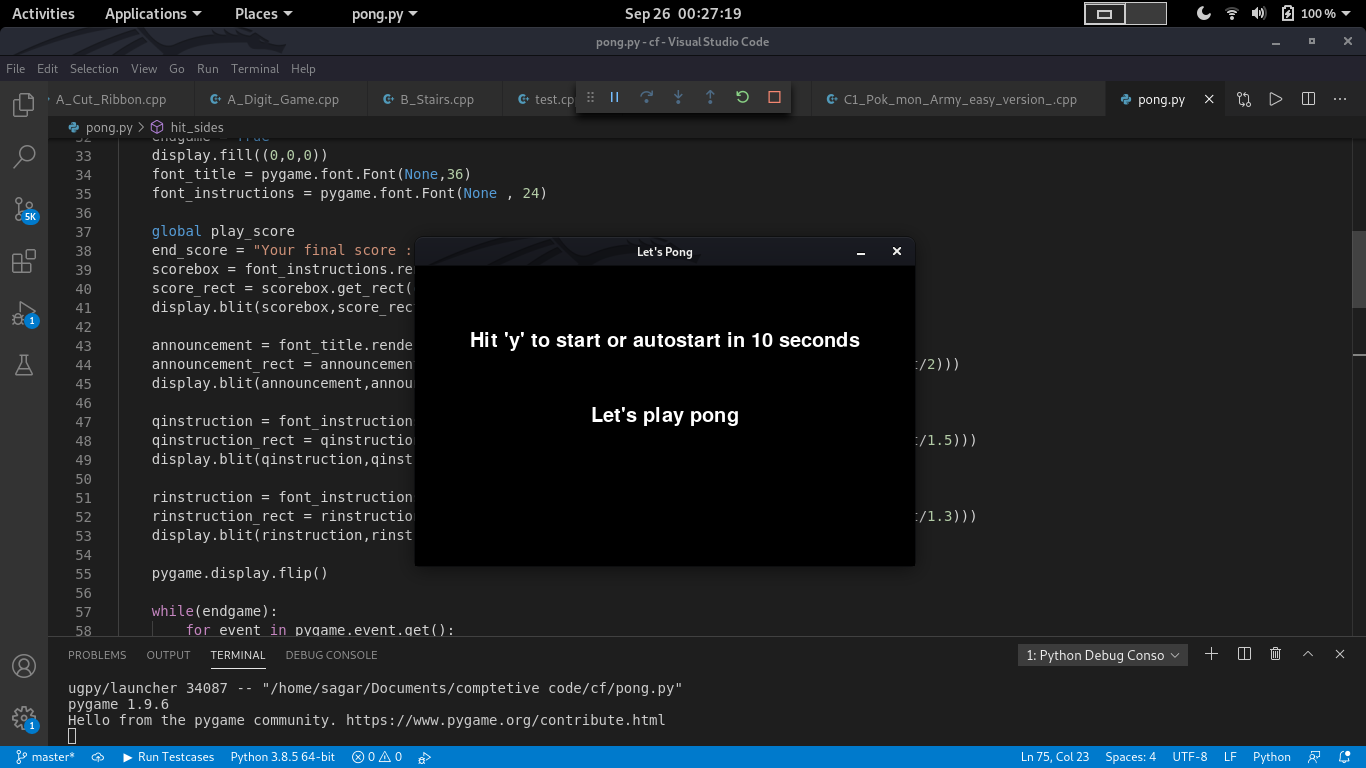 Activities Applications Places pong.py Sep 26 00:27:19 100 %
pong.py - cf - Visual Studio Code
File Edit Selection View Go Run Terminal Help
A_Cut_Ribbon.cpp A_Digit_Game.cpp B_Stairs.cpp test.cp C1_Pok_mon_Army_easy_version_.cpp pong.py
pong.py > hit_sides
32 endgame = True
33 display.fill((0,0,0))
34 font_title = pygame.font.Font(None,36)
35 font_instructions = pygame.font.Font(None , 24)
36
37 global play_score
38 end_score = "Your final score :
39 scorebox = font_instructions.re
40 score_rect = scorebox.get_rect(
41 display.blit(scorebox,score_rec
42
43 announcement = font_title.rende
44 announcement_rect = announcement t/2)))
45 display.blit(announcement,annou
46
47 qinstruction = font_instruction
48 qinstruction_rect = qinstructio t/1.5)))
49 display.blit(qinstruction,qinst
50
51 rinstruction = font_instruction
52 rinstruction_rect = rinstructio t/1.3)))
53 display.blit(rinstruction,rinst
54
55 pygame.display.flip()
56
57 while(endgame):
58 for event in pygame.event.get():
Let's Pong
Hit 'y' to start or autostart in 10 seconds
Let's play pong
5K
1
1
PROBLEMS OUTPUT TERMINAL DEBUG CONSOLE 1: Python Debug Conso
ugpy/launcher 34087 -- "/home/sagar/Documents/comptetive code/cf/pong.py"
pygame 1.9.6
Hello from the pygame community. https://www.pygame.org/contribute.html
master* Run Testcases Python 3.8.5 64-bit 0 0 Ln 75, Col 23 Spaces: 4 UTF-8 LF Python